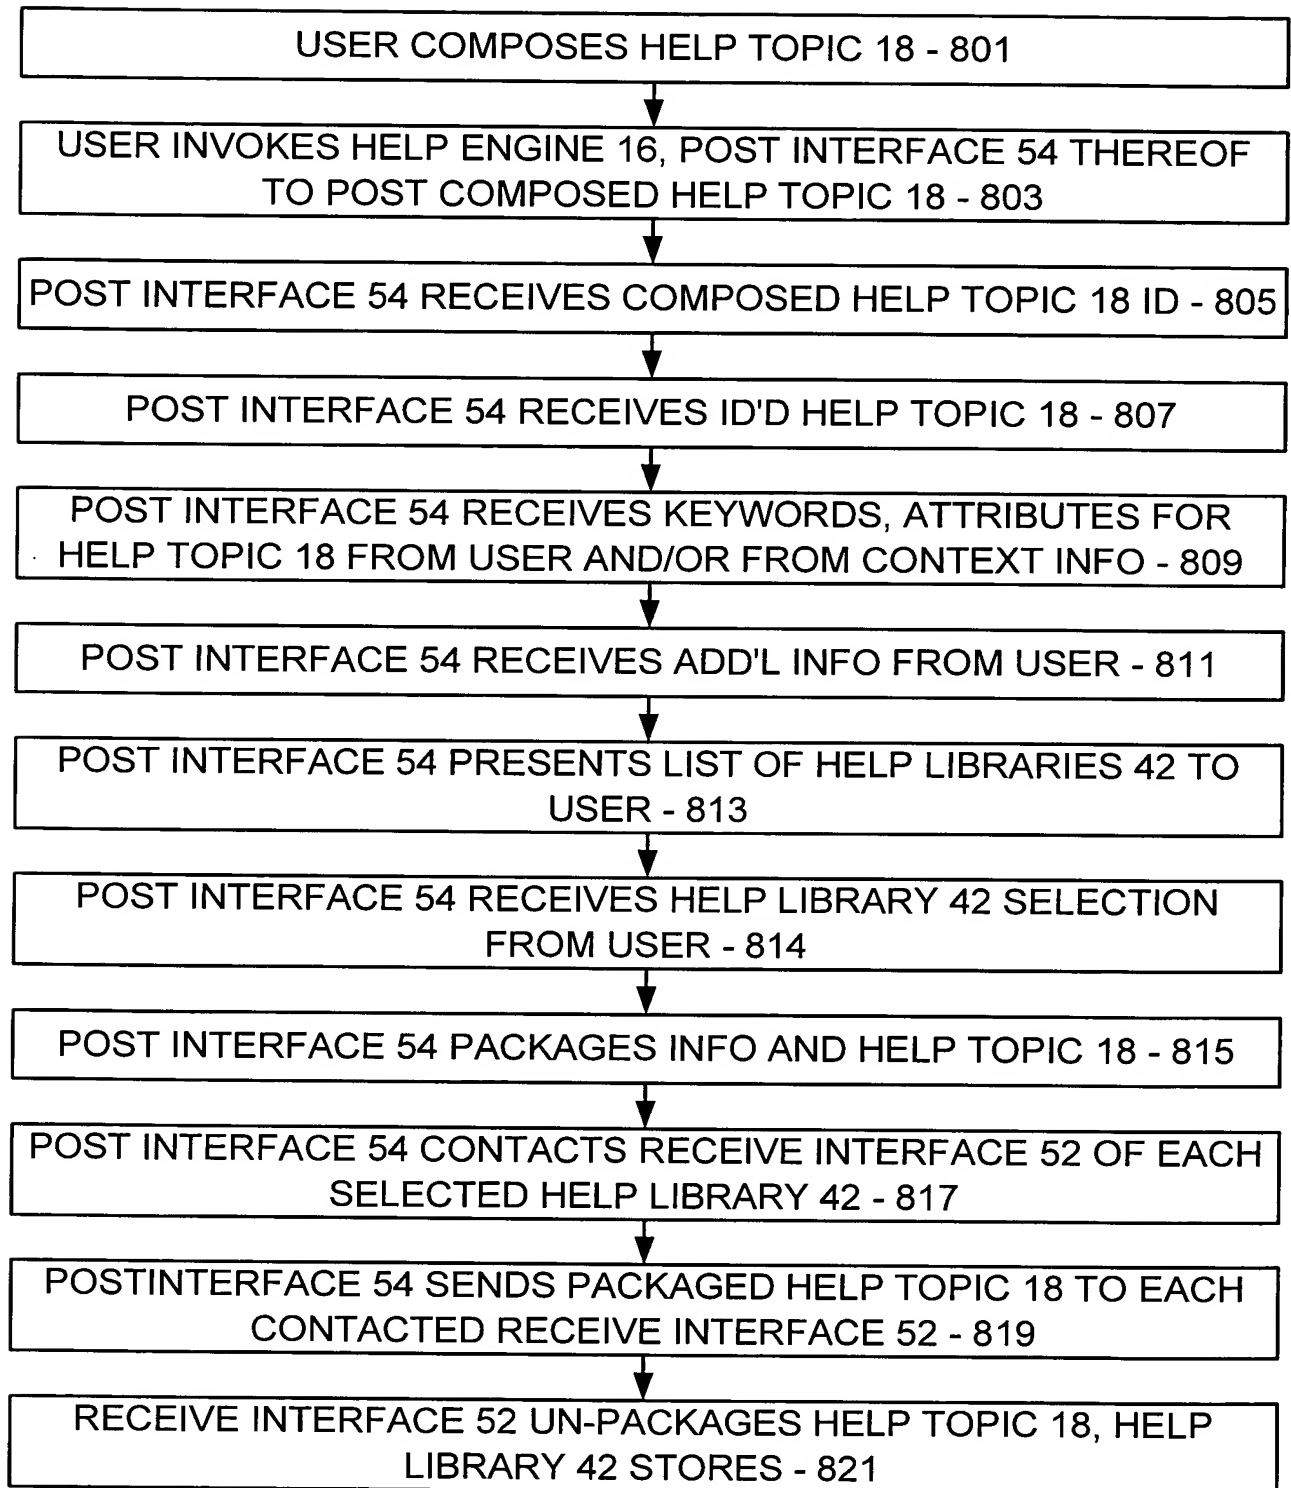 USER COMPOSES HELP TOPIC 18 - 801
USER INVOKES HELP ENGINE 16, POST INTERFACE 54 THEREOF
TO POST COMPOSED HELP TOPIC 18 - 803
POST INTERFACE 54 RECEIVES COMPOSED HELP TOPIC 18 ID - 805
POST INTERFACE 54 RECEIVES ID'D HELP TOPIC 18 - 807
POST INTERFACE 54 RECEIVES KEYWORDS, ATTRIBUTES FOR
HELP TOPIC 18 FROM USER AND/OR FROM CONTEXT INFO - 809
POST INTERFACE 54 RECEIVES ADD'L INFO FROM USER - 811
POST INTERFACE 54 PRESENTS LIST OF HELP LIBRARIES 42 TO
USER - 813
POST INTERFACE 54 RECEIVES HELP LIBRARY 42 SELECTION
FROM USER - 814
POST INTERFACE 54 PACKAGES INFO AND HELP TOPIC 18 - 815
POST INTERFACE 54 CONTACTS RECEIVE INTERFACE 52 OF EACH
SELECTED HELP LIBRARY 42 - 817
POSTINTERFACE 54 SENDS PACKAGED HELP TOPIC 18 TO EACH
CONTACTED RECEIVE INTERFACE 52 - 819
RECEIVE INTERFACE 52 UN-PACKAGES HELP TOPIC 18, HELP
LIBRARY 42 STORES - 821